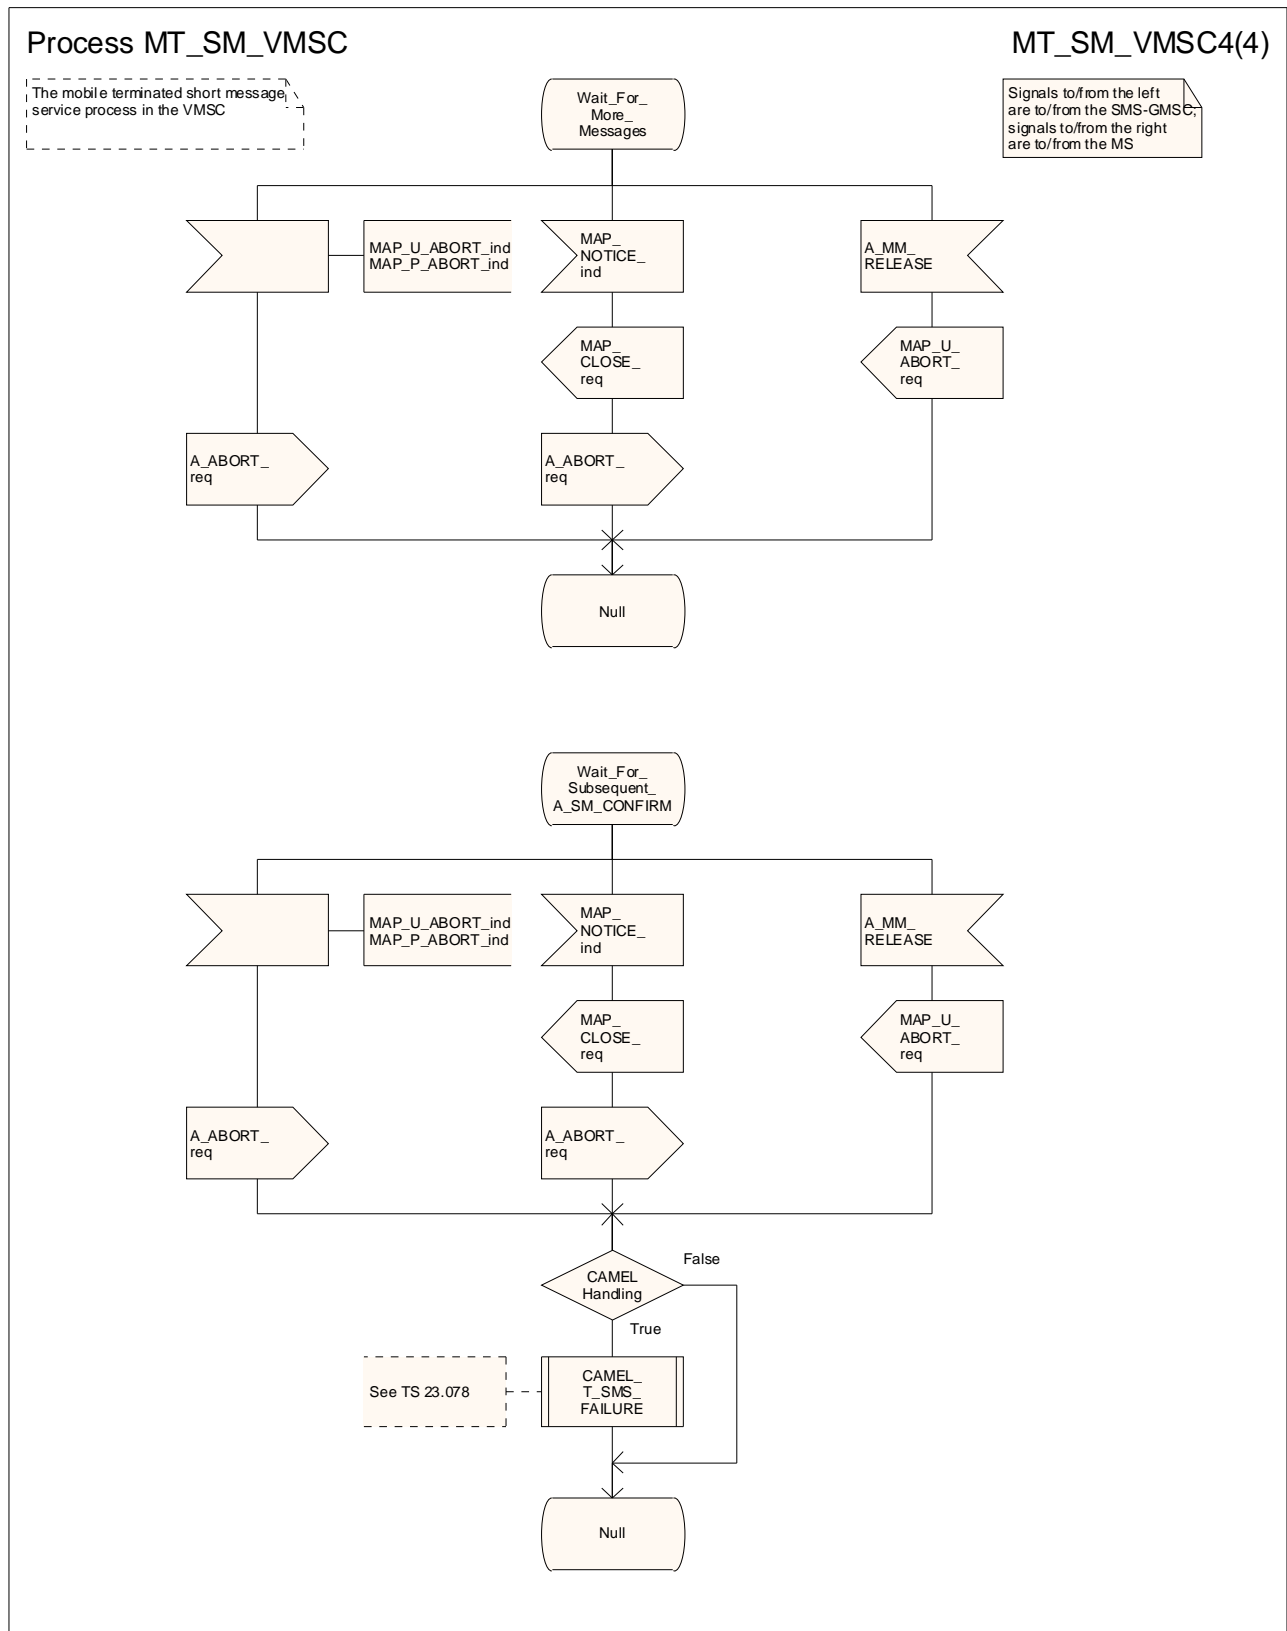 Process MT_SM_VMSC
MT_SM_VMSC4(4)
The mobile terminated short message
service process in the VMSC
Signals to/from the left
are to/from the SMS-GMSC;
signals to/from the right
are to/from the MS
Wait_For_
More_
Messages
MAP_U_ABORT_ind
MAP_P_ABORT_ind
MAP_
NOTICE_
ind
A_MM_
RELEASE
MAP_
CLOSE_
req
MAP_U_
ABORT_
req
A_ABORT_
req
A_ABORT_
req
Null
Wait_For_
Subsequent_
A_SM_CONFIRM
MAP_U_ABORT_ind
MAP_P_ABORT_ind
MAP_
NOTICE_
ind
A_MM_
RELEASE
MAP_
CLOSE_
req
MAP_U_
ABORT_
req
A_ABORT_
req
A_ABORT_
req
False
CAMEL
Handling
True
See TS 23.078
CAMEL_
T_SMS_
FAILURE
Null